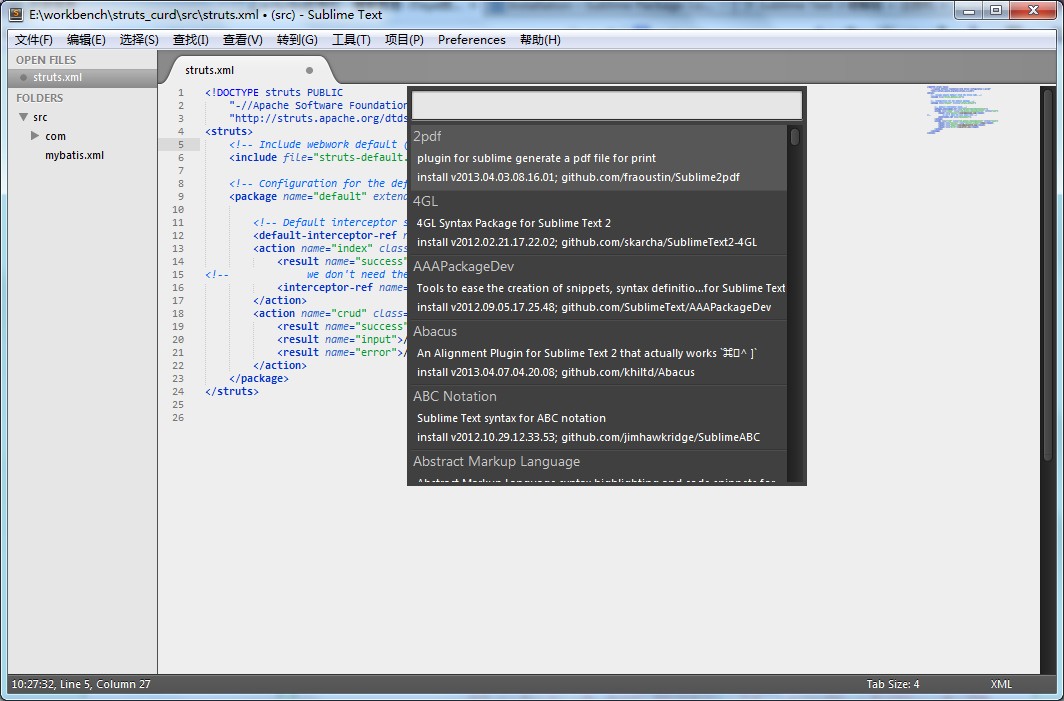 E:\workbench\struts_curd\src\struts.xml • (src) - Sublime Text
文件(F) 编辑(E) 选择(S) 查找(I) 查看(V) 转到(G) 工具(T) 项目(P) Preferences 帮助(H)
OPEN FILES
struts.xml
FOLDERS
src
com
mybatis.xml
struts.xml
1 <!DOCTYPE struts PUBLIC
2 "-//Apache Software Foundation
3 "http://struts.apache.org/dtds
4 <struts>
5 <!-- Include webwork default (
6 <include file="struts-default.
7
8 <!-- Configuration for the def
9 <package name="default" extend
10
11 <!-- Default interceptor s
12 <default-interceptor-ref n
13 <action name="index" class
14 <result name="success"
15 <!-- we don't need the
16 <interceptor-ref name=
17 </action>
18 <action name="crud" class=
19 <result name="success"
20 <result name="input">/
21 <result name="error">/
22 </action>
23 </package>
24 </struts>
25
26
2pdf
plugin for sublime generate a pdf file for print
install v2013.04.03.08.16.01; github.com/fraoustin/Sublime2pdf
4GL
4GL Syntax Package for Sublime Text 2
install v2012.02.21.17.22.02; github.com/skarcha/SublimeText2-4GL
AAAPackageDev
Tools to ease the creation of snippets, syntax definitio...for Sublime Text
install v2012.09.05.17.25.48; github.com/SublimeText/AAAPackageDev
Abacus
An Alignment Plugin for Sublime Text 2 that actually works `⌘▯^ ]`
install v2013.04.07.04.20.08; github.com/khiltd/Abacus
ABC Notation
Sublime Text syntax for ABC notation
install v2012.10.29.12.33.53; github.com/jimhawkridge/SublimeABC
Abstract Markup Language
Abstract Markup Language syntax highlighting and code snippets for
10:27:32, Line 5, Column 27
Tab Size: 4
XML